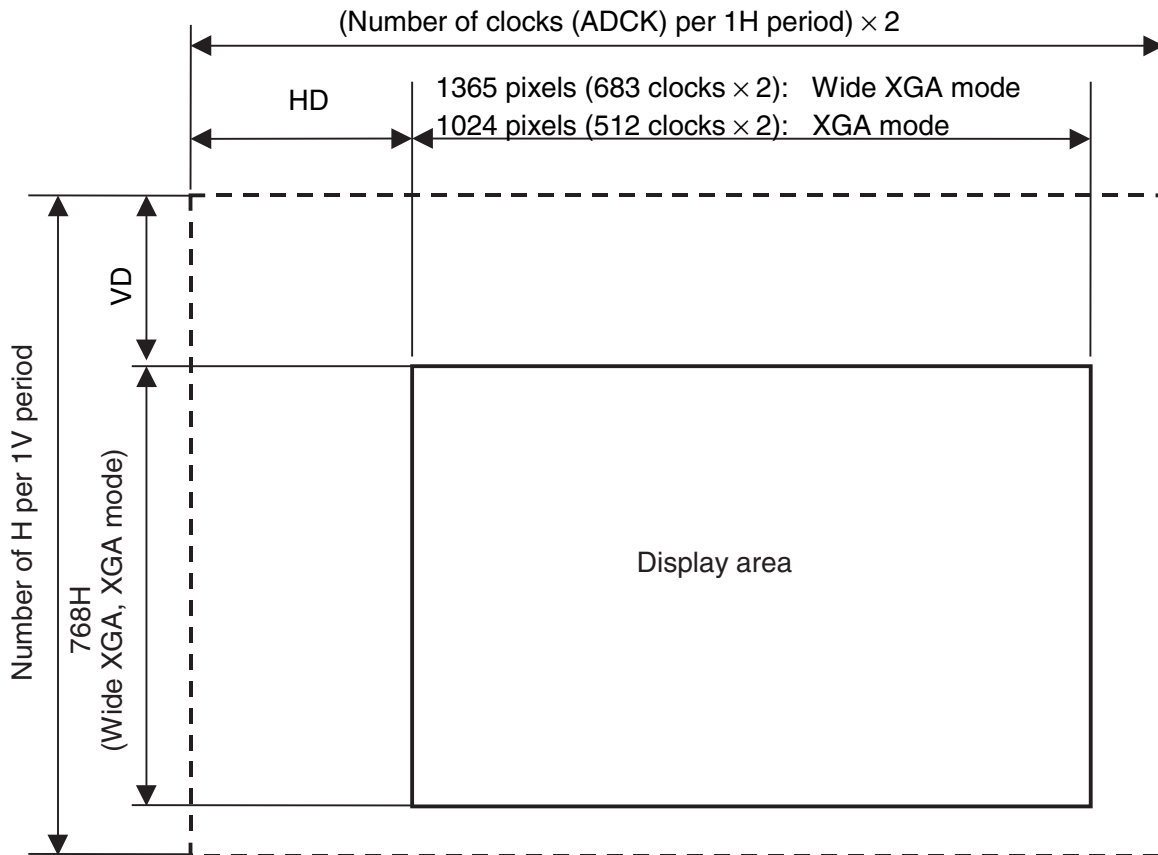 (Number of clocks (ADCK) per 1H period) × 2
HD
1365 pixels (683 clocks × 2): Wide XGA mode
1024 pixels (512 clocks × 2): XGA mode
VD
Number of H per 1V period
768H
(Wide XGA, XGA mode)
Display area